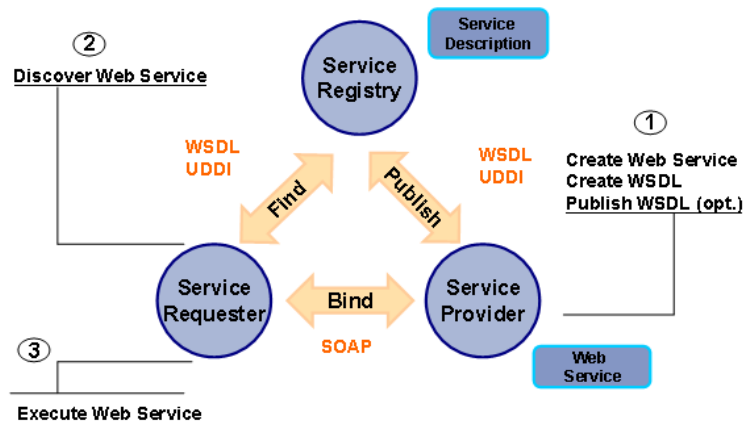 2
Discover Web Service
Service
Registry
Service
Description
1
Create Web Service
Create WSDL
Publish WSDL (opt.)
WSDL
UDDI
WSDL
UDDI
Find
Publish
Service
Requester
Bind
Service
Provider
SOAP
3
Execute Web Service
Web
Service